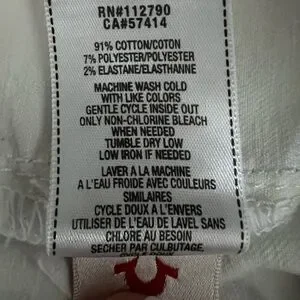 RN#112790
CA#57414
91% COTTON/COTON
7% POLYESTER/POLYESTER
2% ELASTANE/ELASTHANNE
MACHINE WASH COLD
WITH LIKE COLORS
GENTLE CYCLE INSIDE OUT
ONLY NON-CHLORINE BLEACH
WHEN NEEDED
TUMBLE DRY LOW
LOW IRON IF NEEDED
LAVER A LA MACHINE
A L'EAU FROIDE AVEC COULEURS
SIMILAIRES
CYCLE DOUX A L'ENVERS
UTILISER DE L'EAU DE LAVEL SANS
CHLORE AU BESOIN
SECHER PAR CULBUTAGE